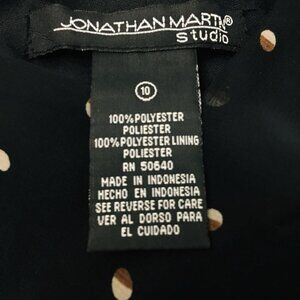 JONATHAN MARTIN®
studio
10
100% POLYESTER
POLIESTER
100% POLYESTER LINING
POLIESTER
RN 50640
MADE IN INDONESIA
HECHO EN INDONESIA
SEE REVERSE FOR CARE
VER AL DORSO PARA
EL CUIDADO